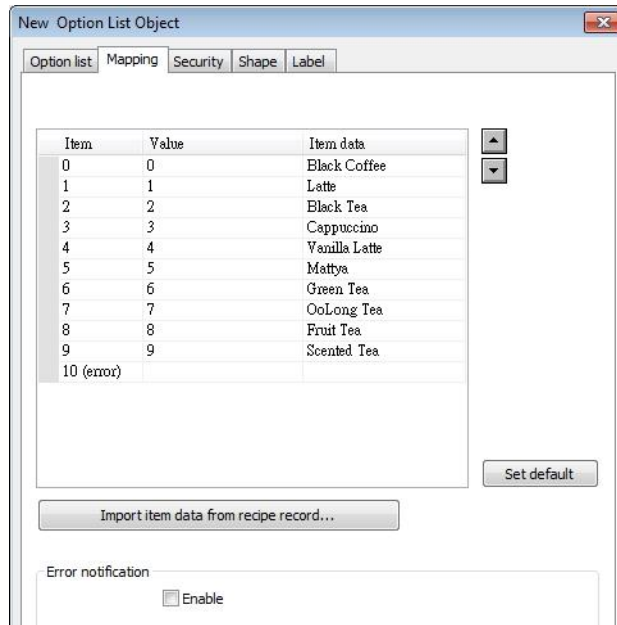 New Option List Object
Option list Mapping Security Shape Label
Item Value Item data
0 0 Black Coffee
1 1 Latte
2 2 Black Tea
3 3 Cappuccino
4 4 Vanilla Latte
5 5 Mattya
6 6 Green Tea
7 7 OoLong Tea
8 8 Fruit Tea
9 9 Scented Tea
10 (error)
Set default
Import item data from recipe record...
Error notification
Enable